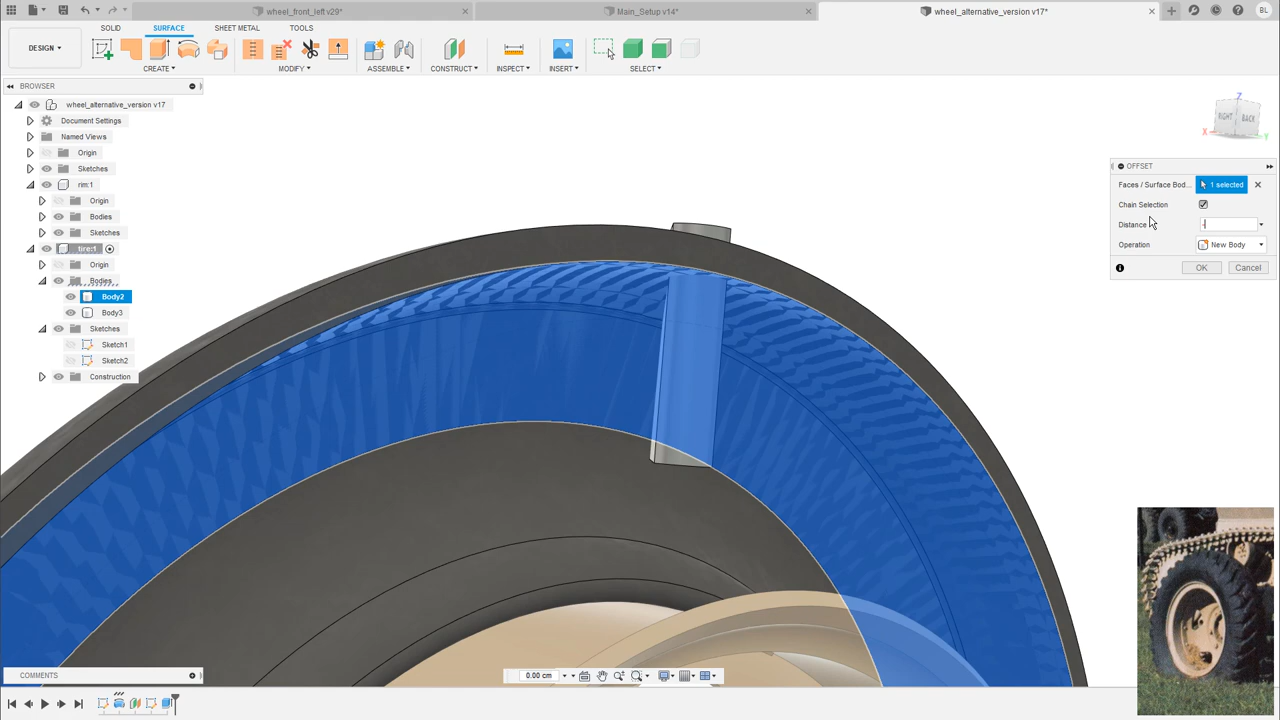 wheel_front_left v29*
Main_Setup v14*
wheel_alternative_version v17*
BL
DESIGN
SOLID
SURFACE
SHEET METAL
TOOLS
CREATE
MODIFY
ASSEMBLE
CONSTRUCT
INSPECT
INSERT
SELECT
BROWSER
wheel_alternative_version v17
Document Settings
Named Views
Origin
Sketches
rim:1
Origin
Bodies
Sketches
tire:1
Origin
Bodies
Body2
Body3
Sketches
Sketch1
Sketch2
Construction
Z
RIGHT
BACK
X
Y
OFFSET
Faces / Surface Bod...
1 selected
Chain Selection
Distance
-
Operation
New Body
OK
Cancel
COMMENTS
0.00 cm